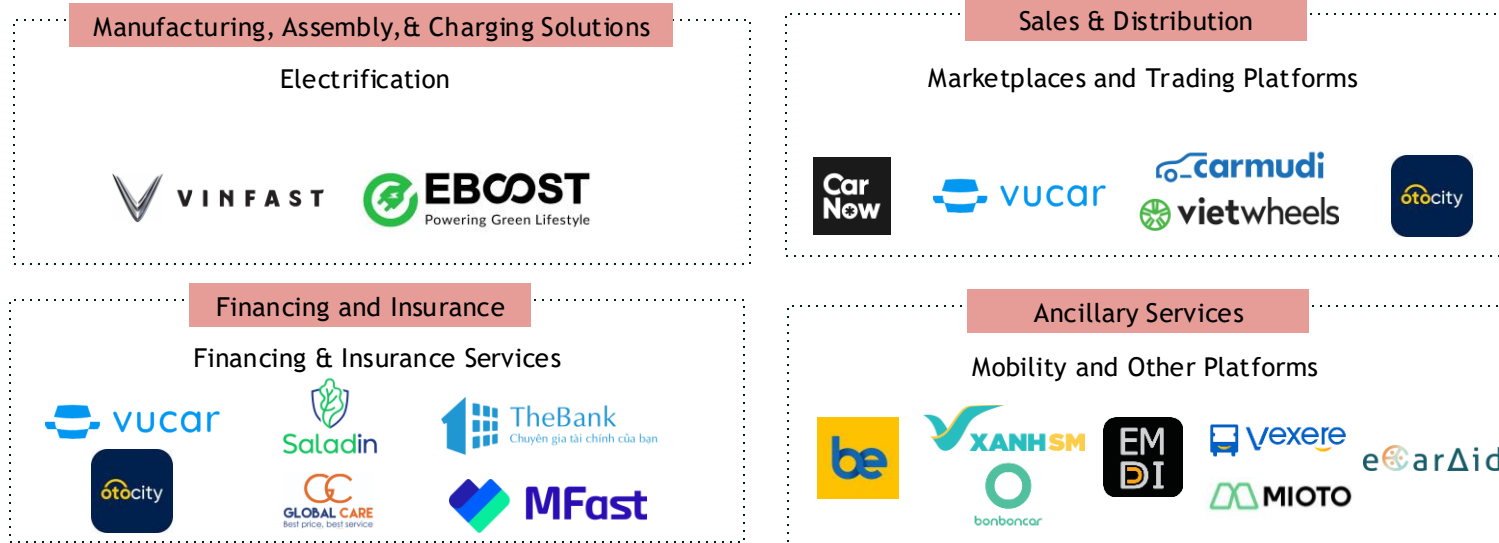 Manufacturing, Assembly,& Charging Solutions
Electrification
VINFAST
EBOOST
Powering Green Lifestyle
Sales & Distribution
Marketplaces and Trading Platforms
Car
Now
vucar
carmudi
vietwheels
otocity
Financing and Insurance
Financing & Insurance Services
vucar
Saladin
TheBank
Chuyên gia tài chính của bạn
otocity
GC
GLOBAL CARE
Best price, best service
MFast
Ancillary Services
Mobility and Other Platforms
be
XANH SM
bonboncar
EM
DI
vexere
MIOTO
eCarAid